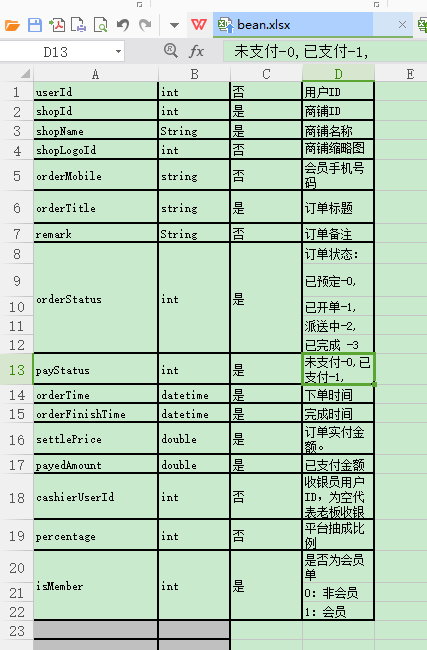 bean.xlsx
D13 fx 未支付-0,已支付-1,
A B C D E
1 userId int 否 用户ID
2 shopId int 是 商铺ID
3 shopName String 是 商铺名称
4 shopLogoId int 否 商铺缩略图
5 orderMobile string 否 会员手机号
码
6 orderTitle string 是 订单标题
7 remark String 否 订单备注
8 订单状态：
9 已预定-0,
10 orderStatus int 是 已开单-1,
11 派送中-2,
12 已完成 -3
13 payStatus int 是 未支付-0,已
支付-1,
14 orderTime datetime 是 下单时间
15 orderFinishTime datetime 是 完成时间
16 settlePrice double 是 订单实付金
额。
17 payedAmount double 是 已支付金额
18 cashierUserId int 否 收银员用户
ID，为空代
表老板收银
19 percentage int 否 平台抽成比
例
20 是否为会员
单
21 isMember int 是 0：非会员
22 1：会员
23